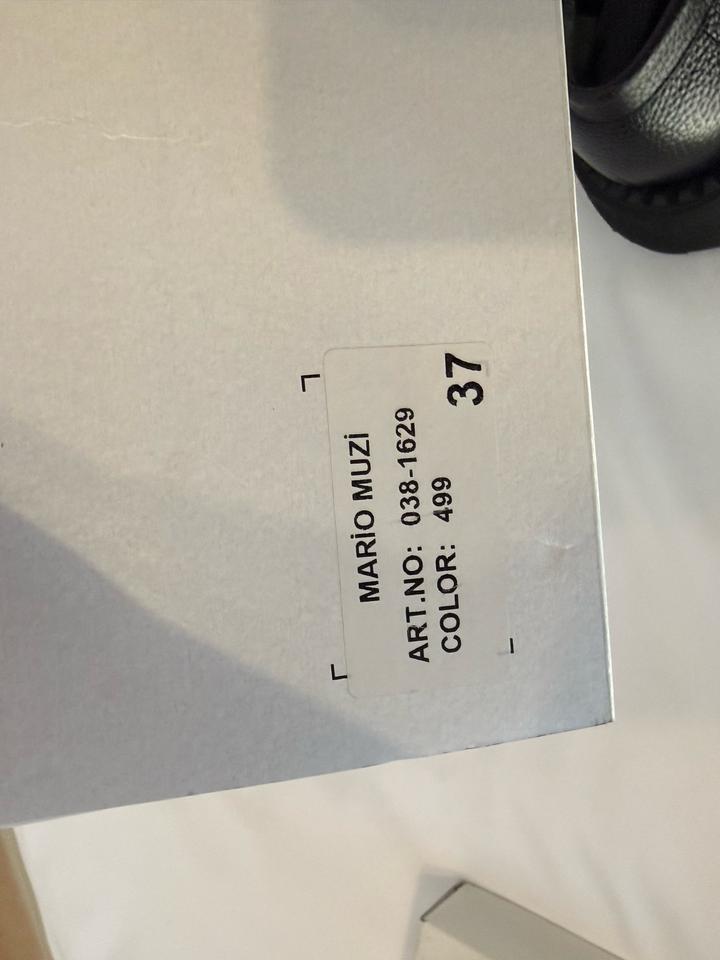 MARİO MUZİ
ART.NO: 038-1629
COLOR: 499
37